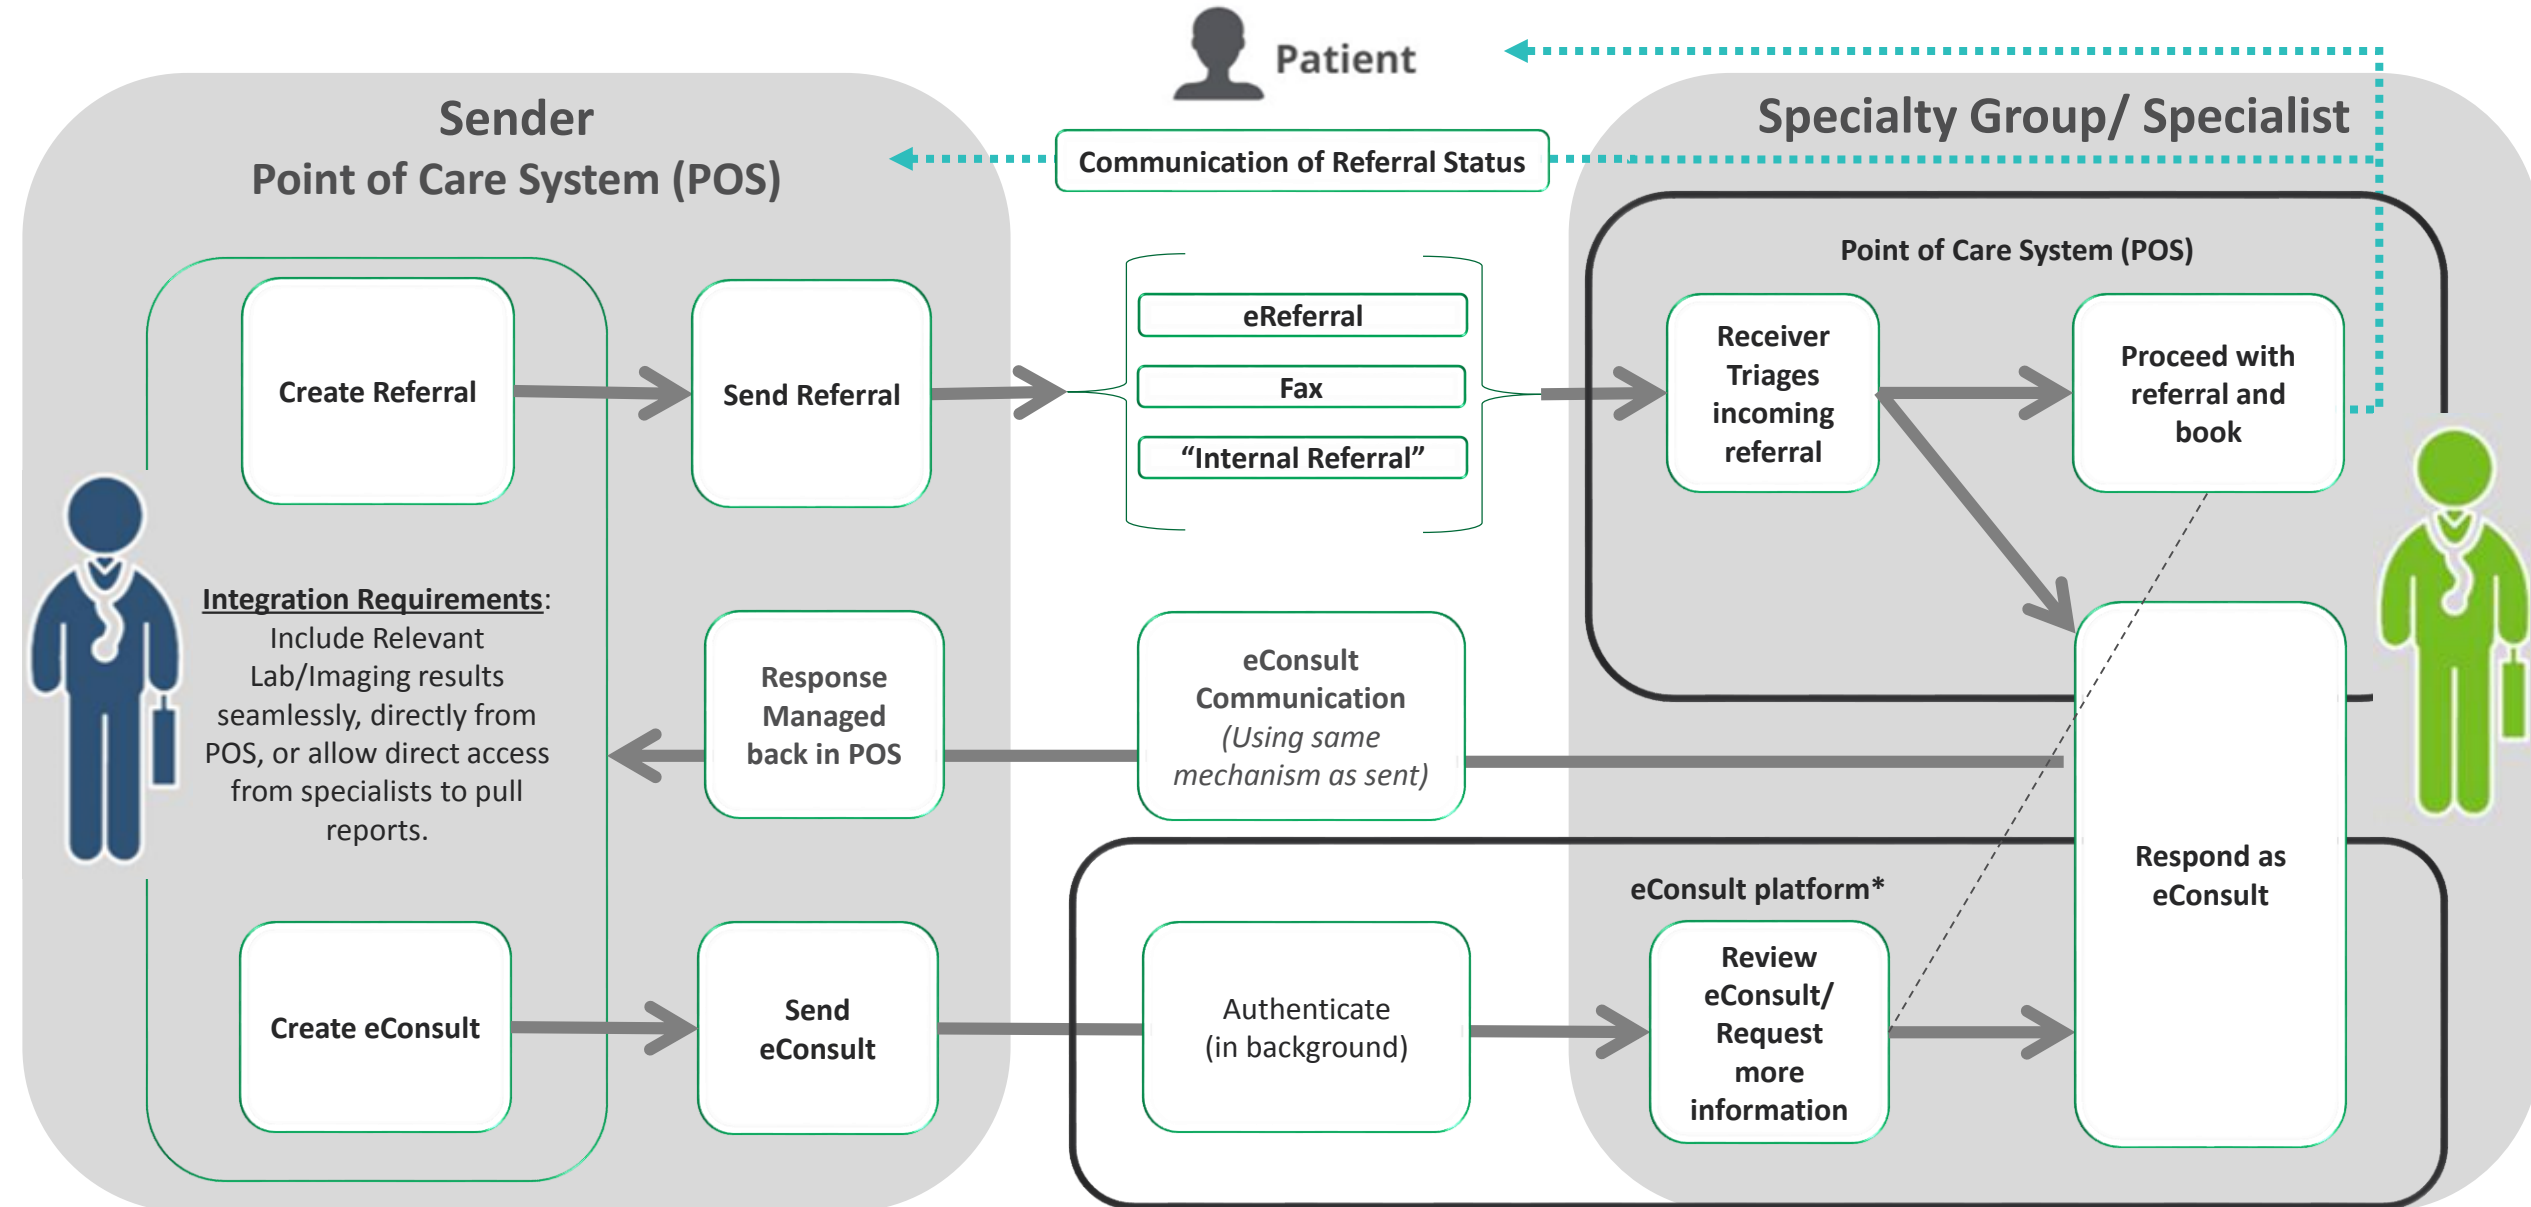 Patient
Sender
Point of Care System (POS)
Communication of Referral Status
Specialty Group/ Specialist
Point of Care System (POS)
Create Referral
Send Referral
eReferral
Fax
“Internal Referral”
Receiver
Triages
incoming
referral
Proceed with
referral and
book
Integration Requirements:
Include Relevant
Lab/Imaging results
seamlessly, directly from
POS, or allow direct access
from specialists to pull
reports.
Response
Managed
back in POS
eConsult
Communication
(Using same
mechanism as sent)
Respond as
eConsult
eConsult platform*
Create eConsult
Send
eConsult
Authenticate
(in background)
Review
eConsult/
Request
more
information